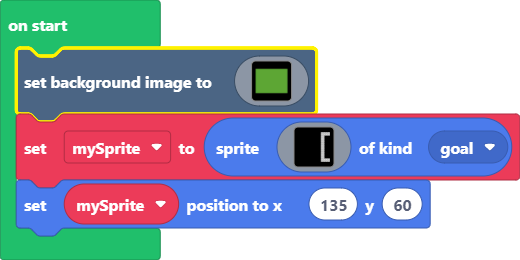 on start
set background image to
set mySprite to sprite of kind goal
set mySprite position to x 135 y 60